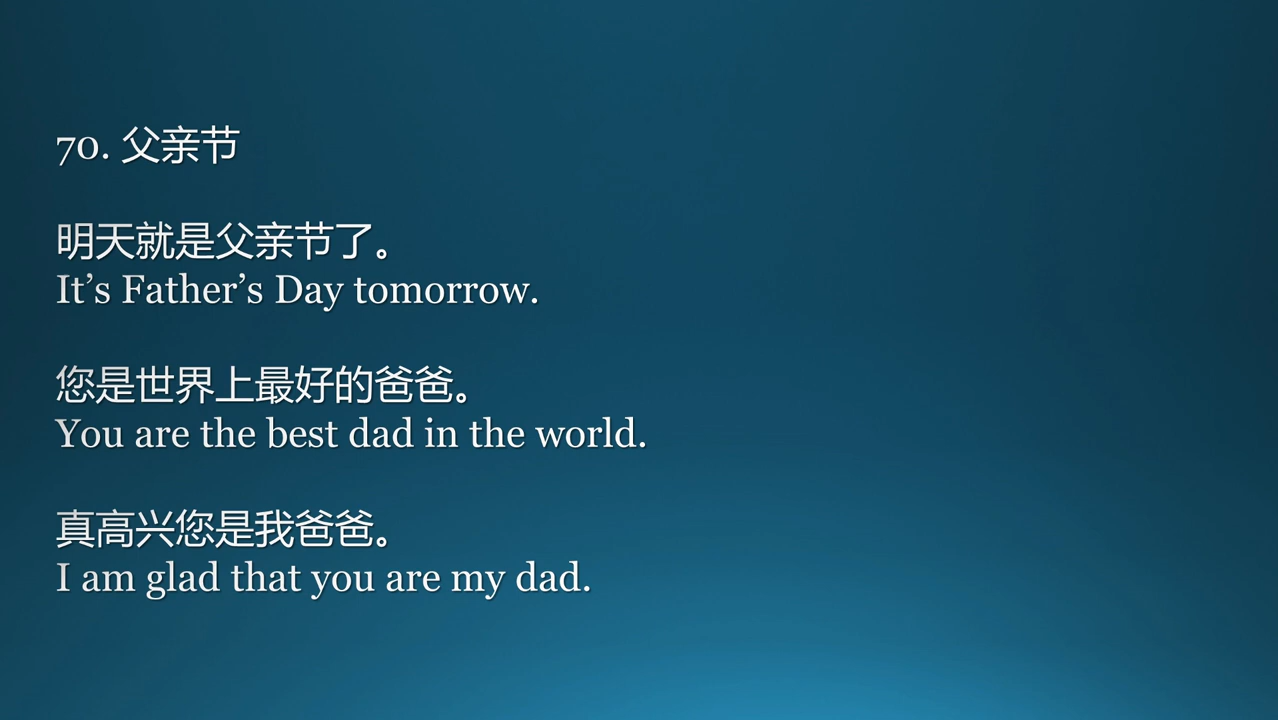 70. 父亲节
明天就是父亲节了。
It’s Father’s Day tomorrow.
您是世界上最好的爸爸。
You are the best dad in the world.
真高兴您是我爸爸。
I am glad that you are my dad.